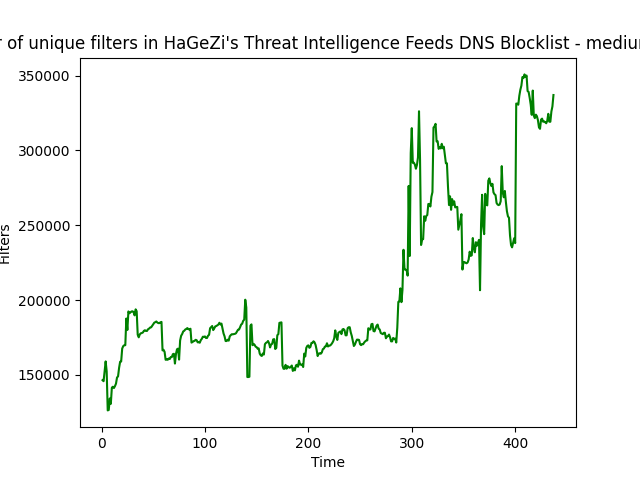 r of unique filters in HaGeZi's Threat Intelligence Feeds DNS Blocklist - mediu
350000
300000
250000
200000
150000
Filters
0 100 200 300 400
Time